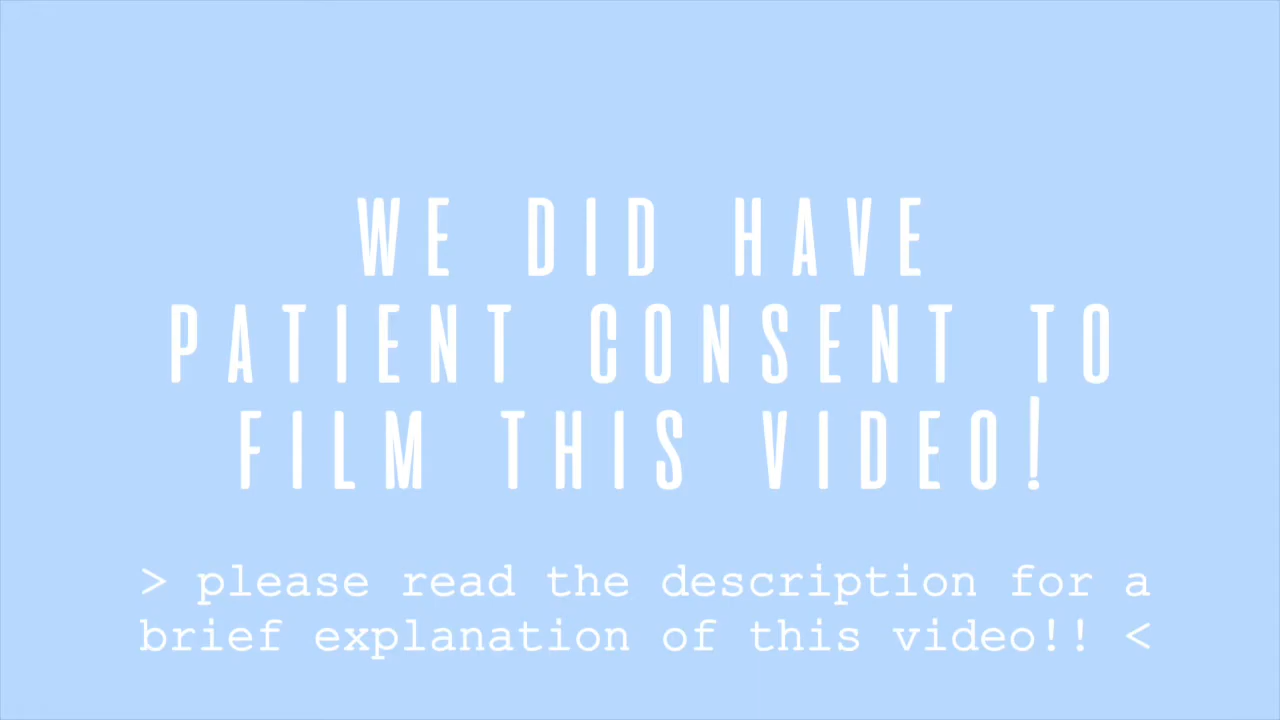 WE DID HAVE
PATIENT CONSENT TO
FILM THIS VIDEO!
> please read the description for a
brief explanation of this video!! <